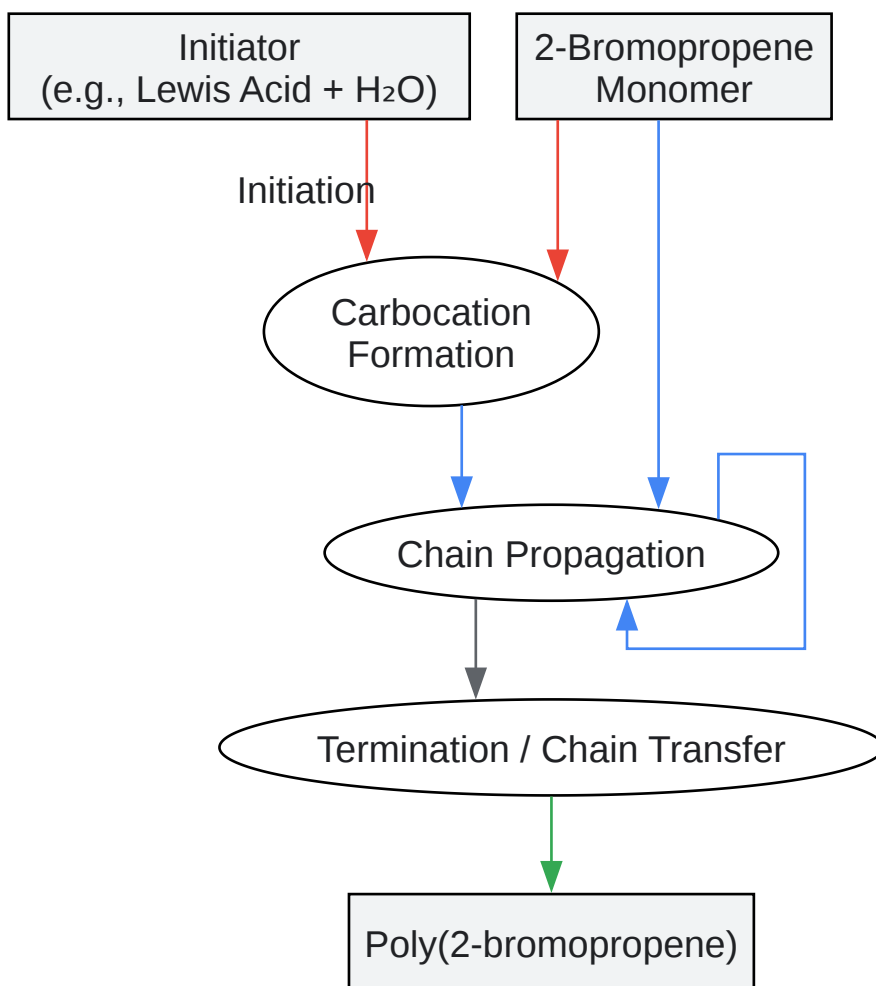 Initiator
(e.g., Lewis Acid + H₂O)
2-Bromopropene
Monomer
Initiation
Carbocation
Formation
Chain Propagation
Termination / Chain Transfer
Poly(2-bromopropene)